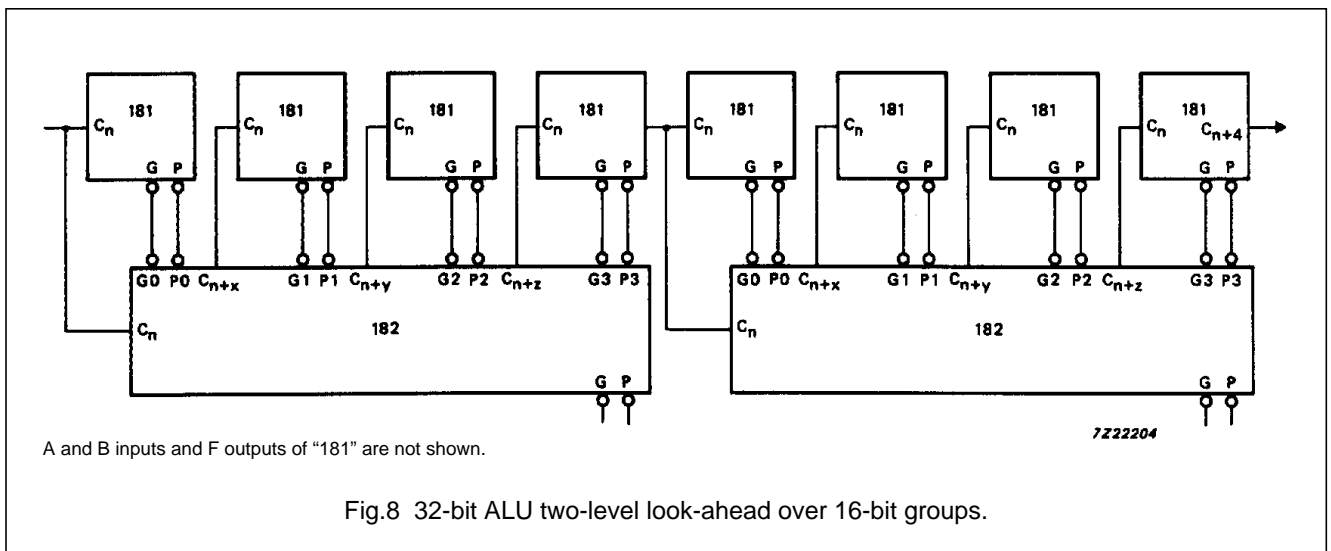 181 181 181 181 181 181 181 181
Cn Cn Cn Cn Cn Cn Cn Cn Cn+4
G P G P G P G P G P G P G P G P
G0 P0 Cn+x G1 P1 Cn+y G2 P2 Cn+z G3 P3 G0 P0 Cn+x G1 P1 Cn+y G2 P2 Cn+z G3 P3
Cn 182 Cn 182
G P G P
7Z22204
A and B inputs and F outputs of “181” are not shown.
Fig.8 32-bit ALU two-level look-ahead over 16-bit groups.